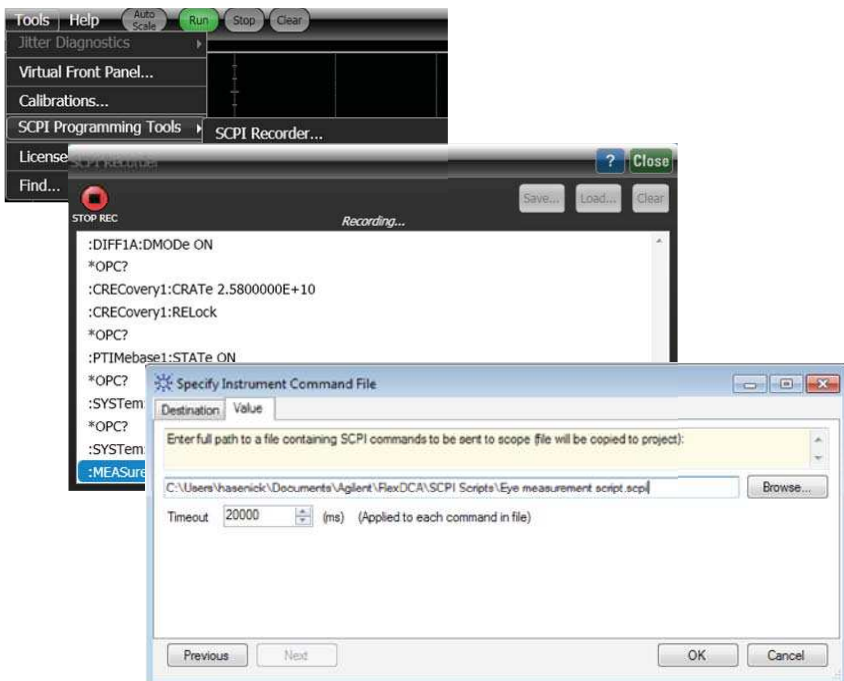 Tools Help Auto Scale Run Stop Clear
Jitter Diagnostics
Virtual Front Panel...
Calibrations...
SCPI Programming Tools SCPI Recorder...
License
SCPI Recorder ? Close
Find...
STOP REC Recording... Save... Load... Clear
:DIFF1A:DMODe ON
*OPC?
:CRECovery1:CRATe 2.5800000E+10
:CRECovery1:RELock
*OPC?
:PTIMebase1:STATe ON
*OPC?
:SYSTem:
*OPC?
:SYSTem:
:MEASure
Specify Instrument Command File
Destination Value
Enter full path to a file containing SCPI commands to be sent to scope (file will be copied to project):
C:\Users\hasenick\Documents\Agilent\FlexDCA\SCPI Scripts\Eye measurement script.scpi Browse...
Timeout 20000 (ms) (Applied to each command in file)
Previous Next OK Cancel